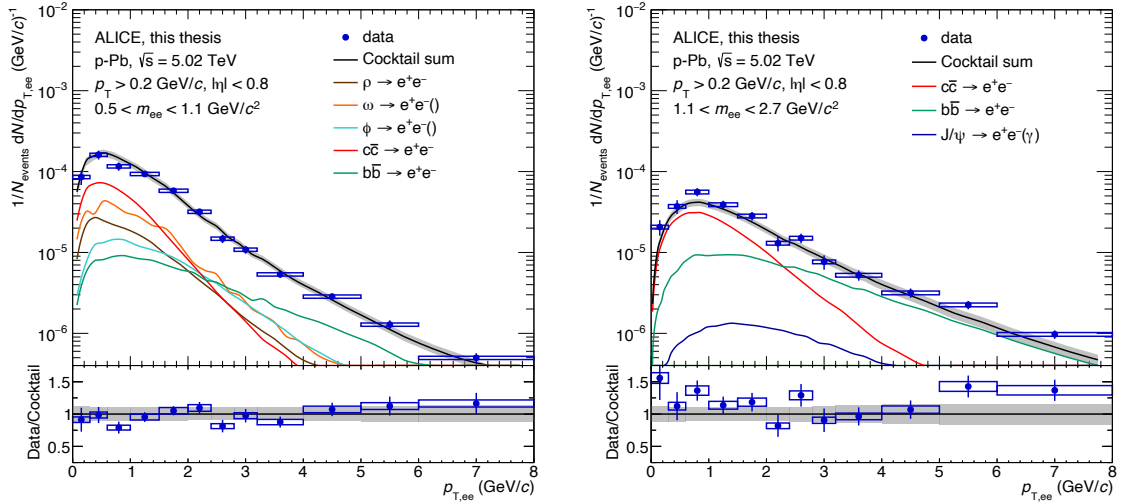 10⁻²
10⁻³
10⁻⁴
10⁻⁵
10⁻⁶
1/N_events dN/dp_T,ee (GeV/c)⁻¹
ALICE, this thesis
p-Pb, √s = 5.02 TeV
p_T > 0.2 GeV/c, hηl < 0.8
0.5 < m_ee < 1.1 GeV/c²
data
Cocktail sum
ρ → e⁺e⁻
ω → e⁺e⁻()
ϕ → e⁺e⁻()
cc̅ → e⁺e⁻
bb̅ → e⁺e⁻
Data/Cocktail
1.5
1
0.5
0 1 2 3 4 5 6 7 8
p_T,ee (GeV/c)
10⁻²
10⁻³
10⁻⁴
10⁻⁵
10⁻⁶
1/N_events dN/dp_T,ee (GeV/c)⁻¹
ALICE, this thesis
p-Pb, √s = 5.02 TeV
p_T > 0.2 GeV/c, hηl < 0.8
1.1 < m_ee < 2.7 GeV/c²
data
Cocktail sum
cc̅ → e⁺e⁻
bb̅ → e⁺e⁻
J/ψ → e⁺e⁻(γ)
Data/Cocktail
1.5
1
0.5
0 1 2 3 4 5 6 7 8
p_T,ee (GeV/c)